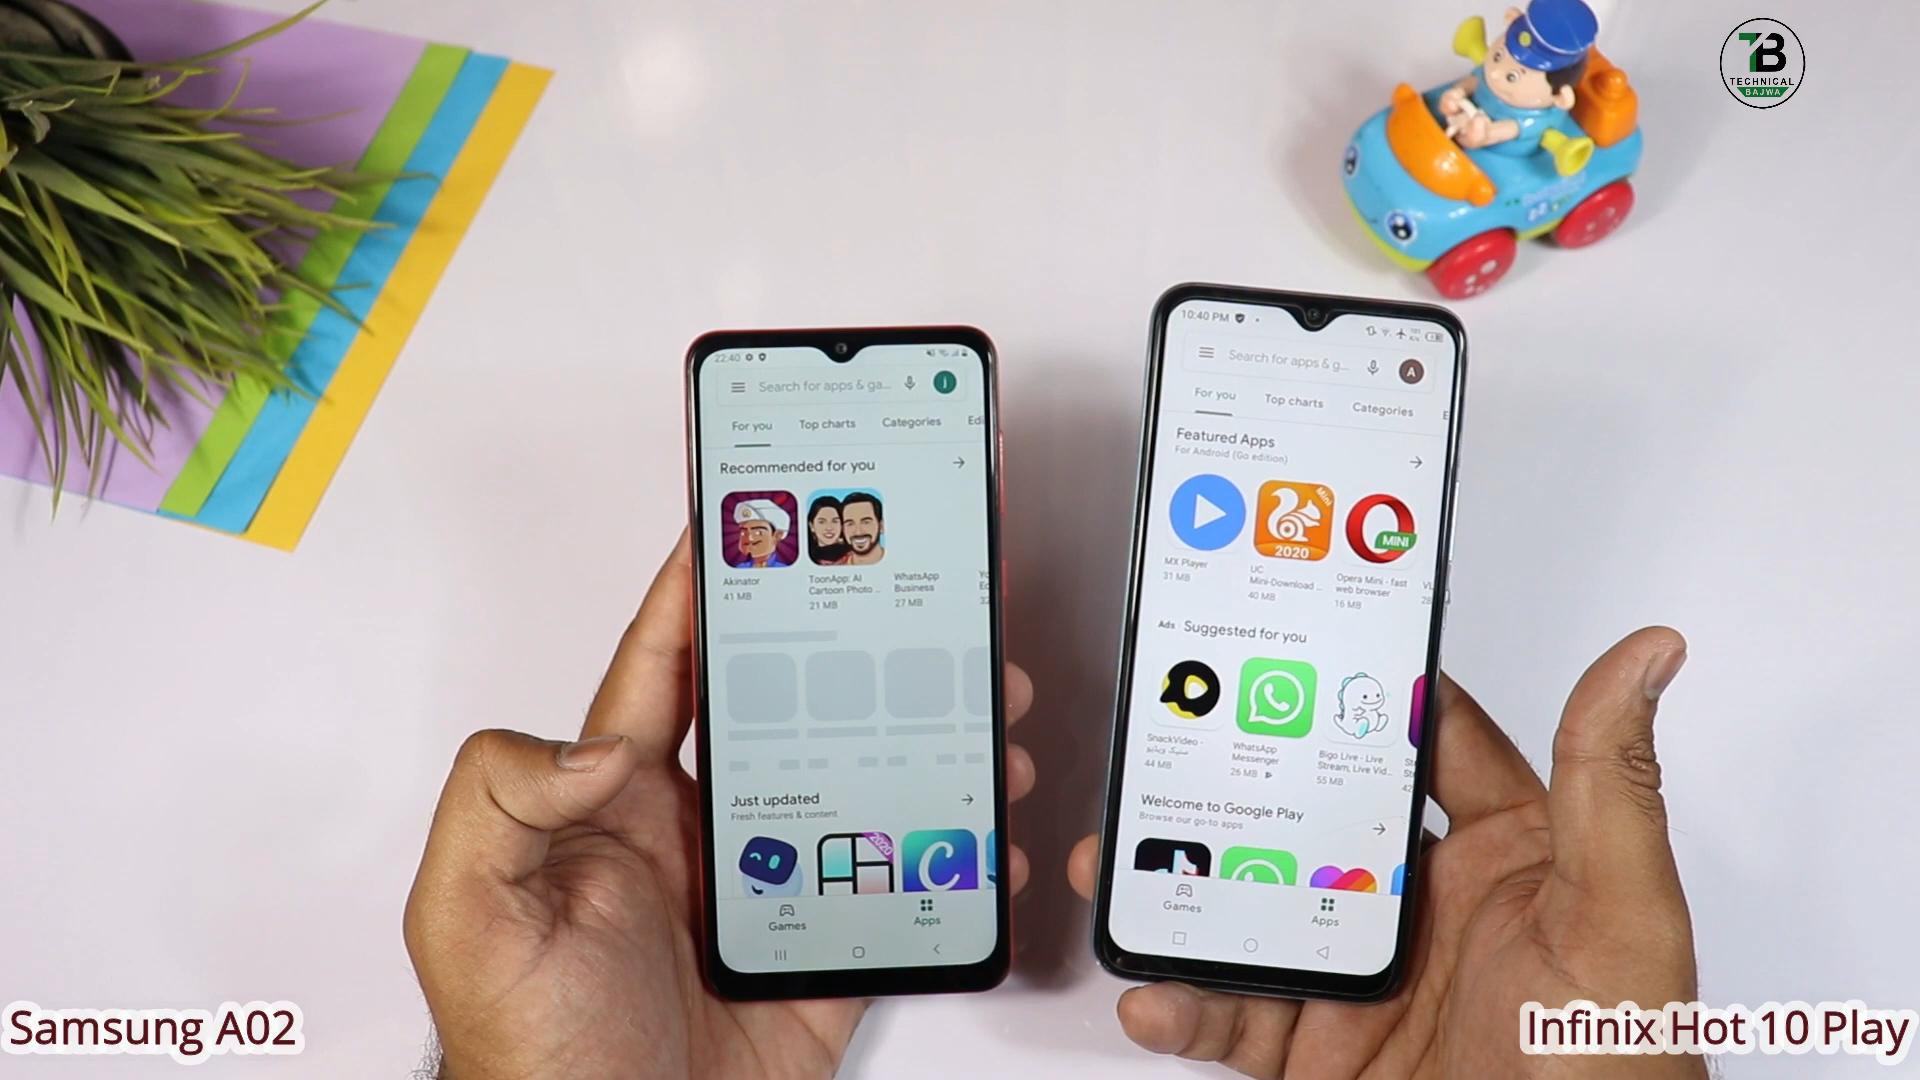 TB
TECHNICAL
BAJWA
22:40
Search for apps & ga...
j
For you Top charts Categories Edi
Recommended for you
Akinator
41 MB
ToonApp: AI
Cartoon Photo ..
21 MB
WhatsApp
Business
27 MB
Just updated
Fresh features & content
2020
C
Games
Apps
10:40 PM
Search for apps & g...
A
For you Top charts Categories E
Featured Apps
For Android (Go edition)
Mini
2020
MINI
MX Player
31 MB
UC
Mini-Download ...
40 MB
Opera Mini - fast
web browser
16 MB
Ads Suggested for you
SnackVideo -
44 MB
WhatsApp
Messenger
26 MB
Bigo Live - Live
Stream, Live Vid...
55 MB
Welcome to Google Play
Browse our go-to apps
Games
Apps
Samsung A02
Infinix Hot 10 Play